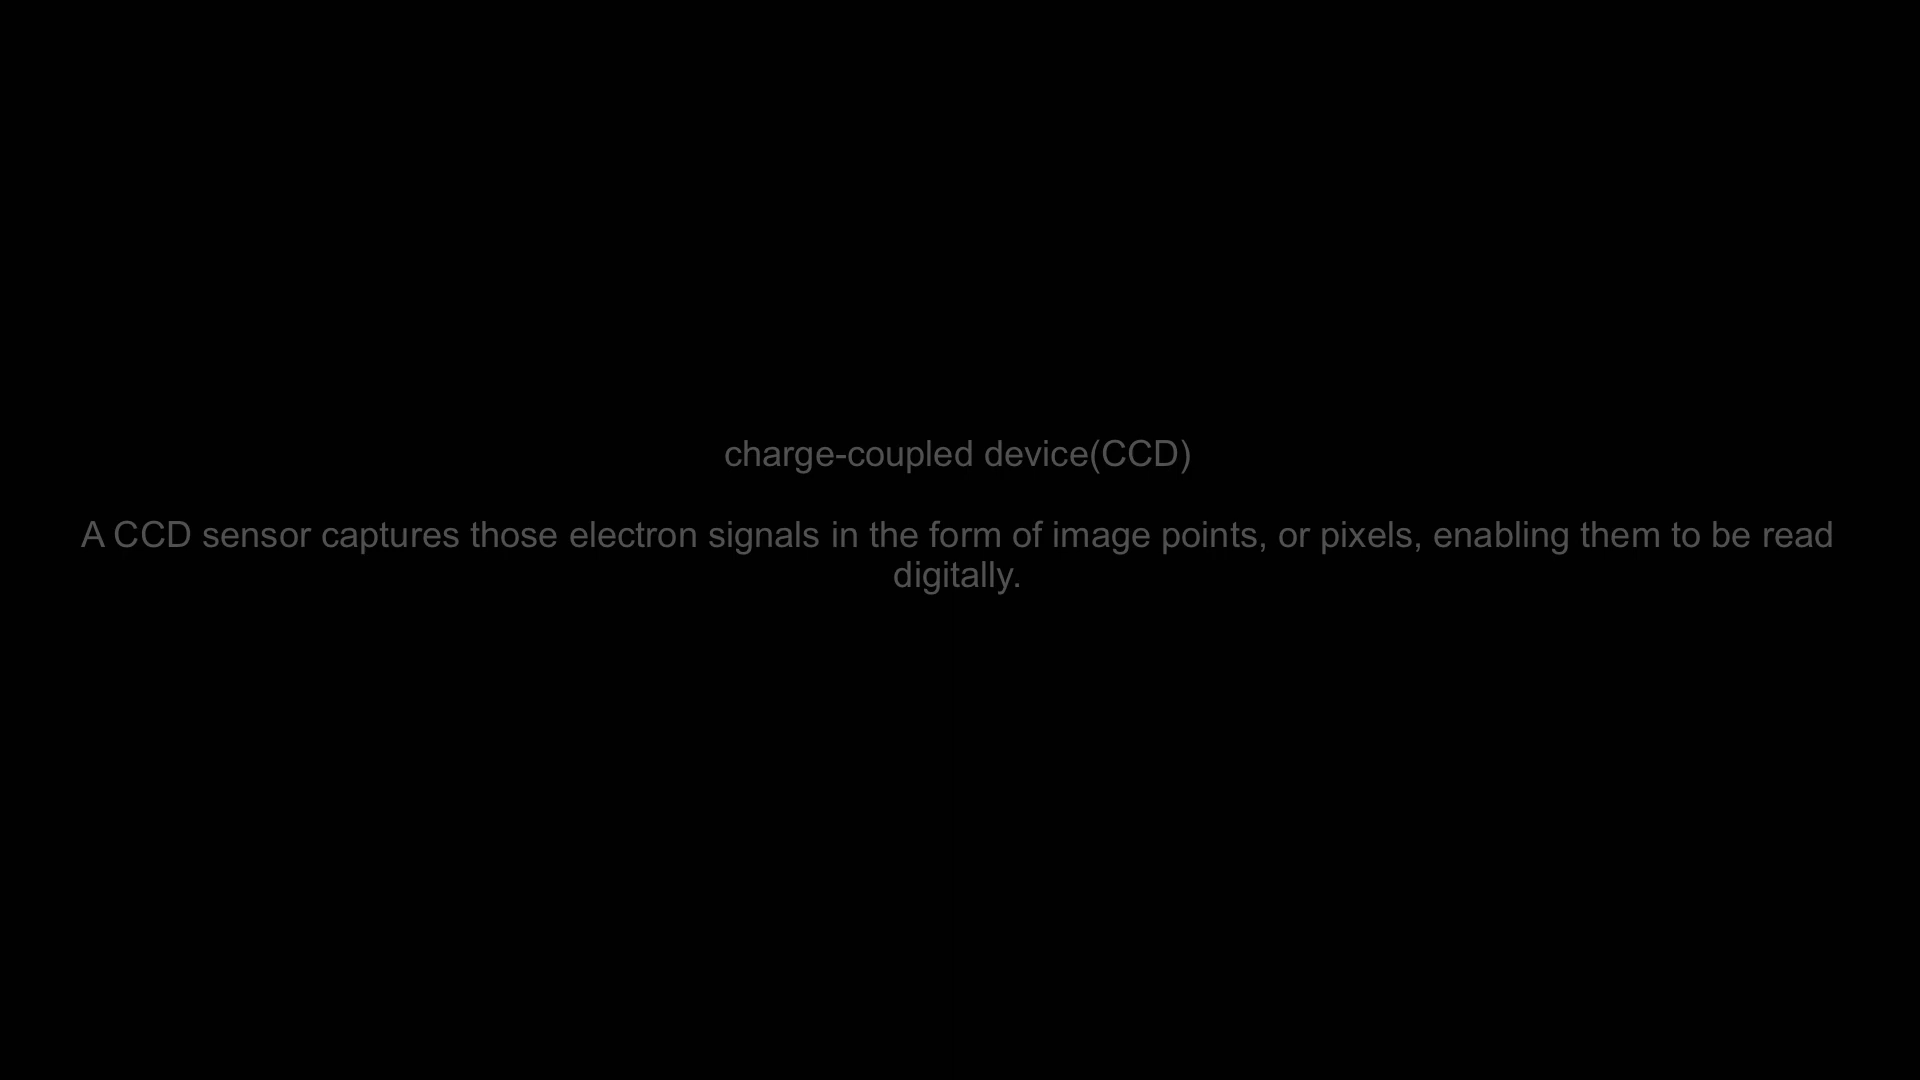 charge-coupled device(CCD)
A CCD sensor captures those electron signals in the form of image points, or pixels, enabling them to be read
digitally.